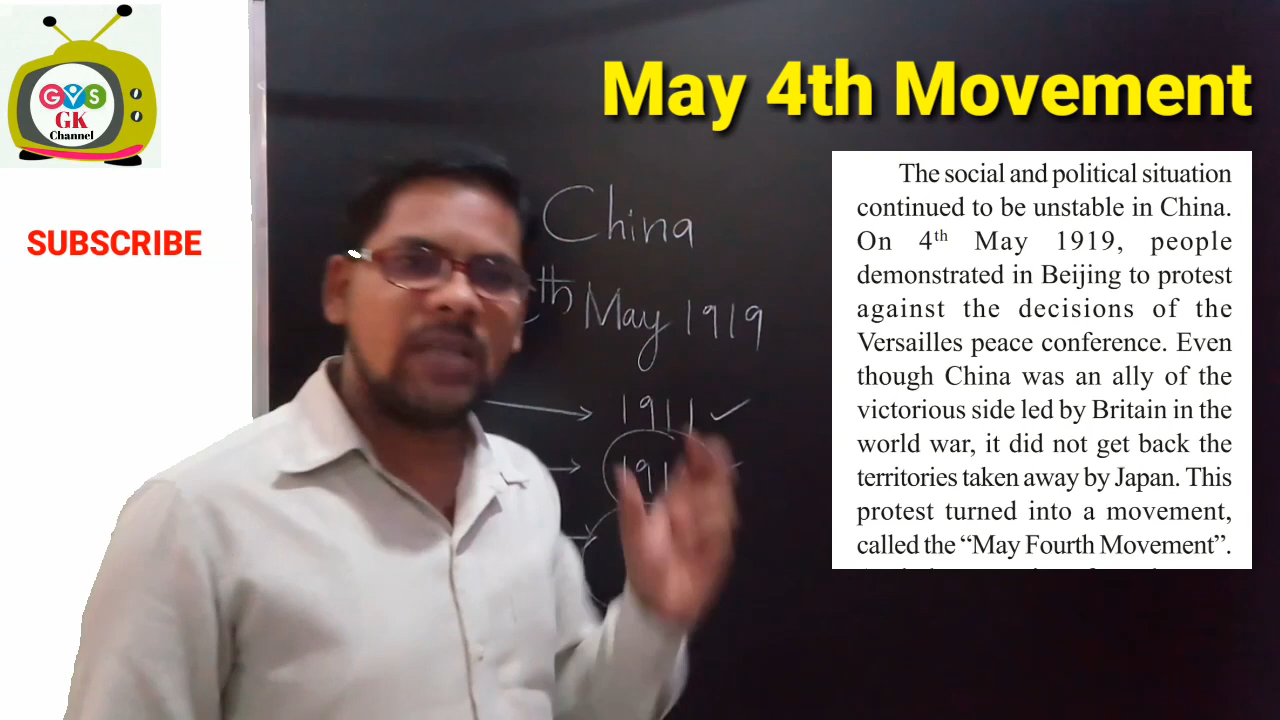 GVS
GK
Channel
SUBSCRIBE
May 4th Movement
China
th May 1919
1911
The social and political situation
continued to be unstable in China.
On 4th May 1919, people
demonstrated in Beijing to protest
against the decisions of the
Versailles peace conference. Even
though China was an ally of the
victorious side led by Britain in the
world war, it did not get back the
territories taken away by Japan. This
protest turned into a movement,
called the “May Fourth Movement”.